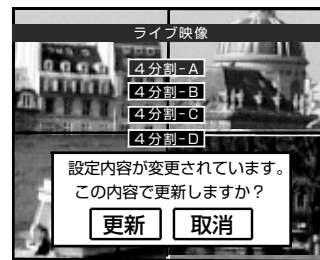 ライブ映像
4分割-A
4分割-B
4分割-C
4分割-D
設定内容が変更されています。
この内容で更新しますか？
更新 取消